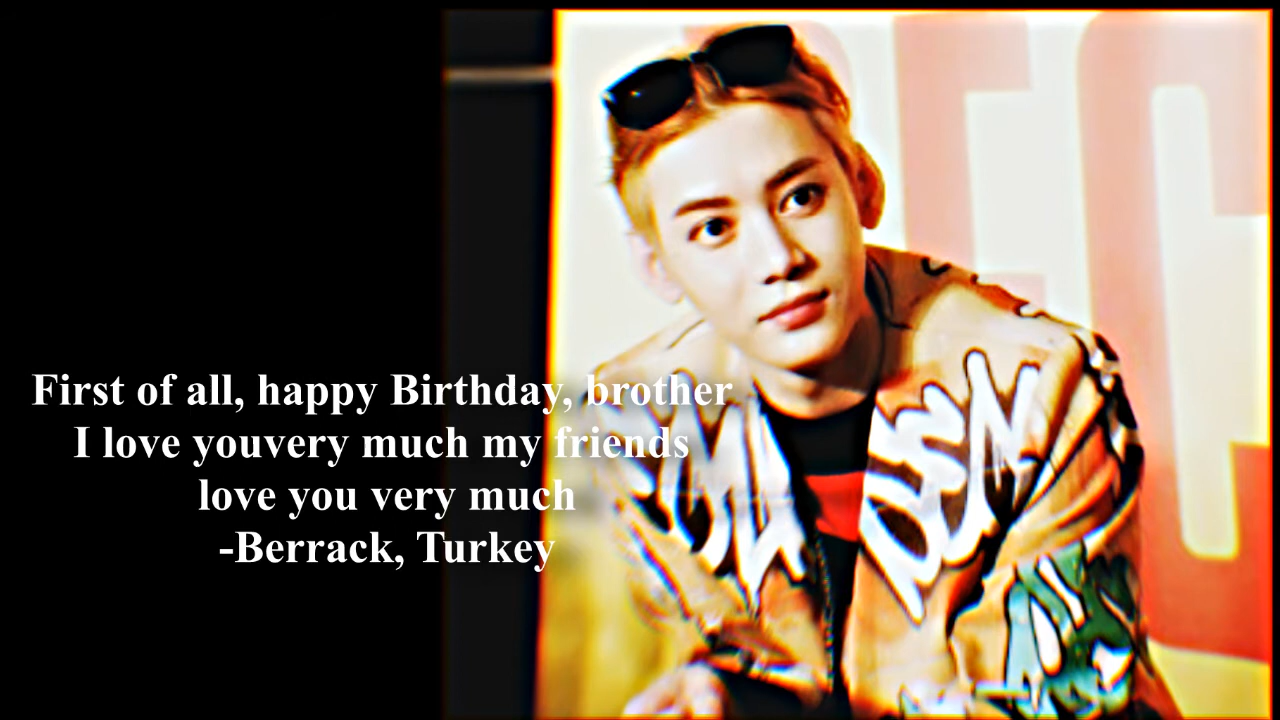 First of all, happy Birthday, brother
I love youvery much my friends
love you very much
-Berrack, Turkey